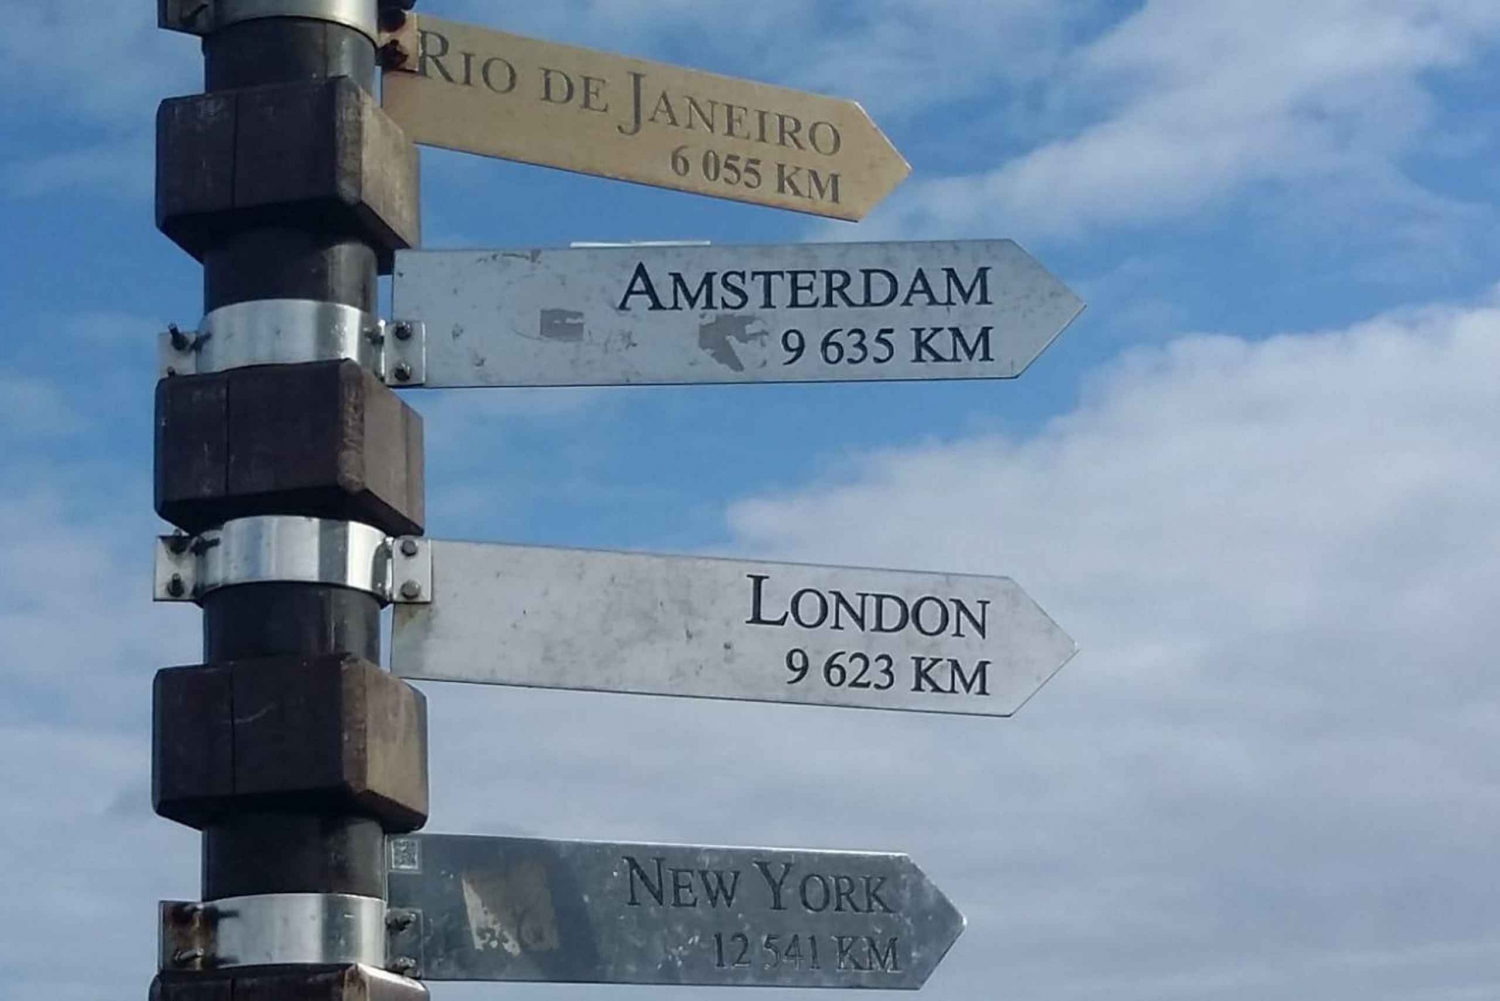 RIO DE JANEIRO
6 055 KM
AMSTERDAM
9 635 KM
LONDON
9 623 KM
NEW YORK
12 541 KM